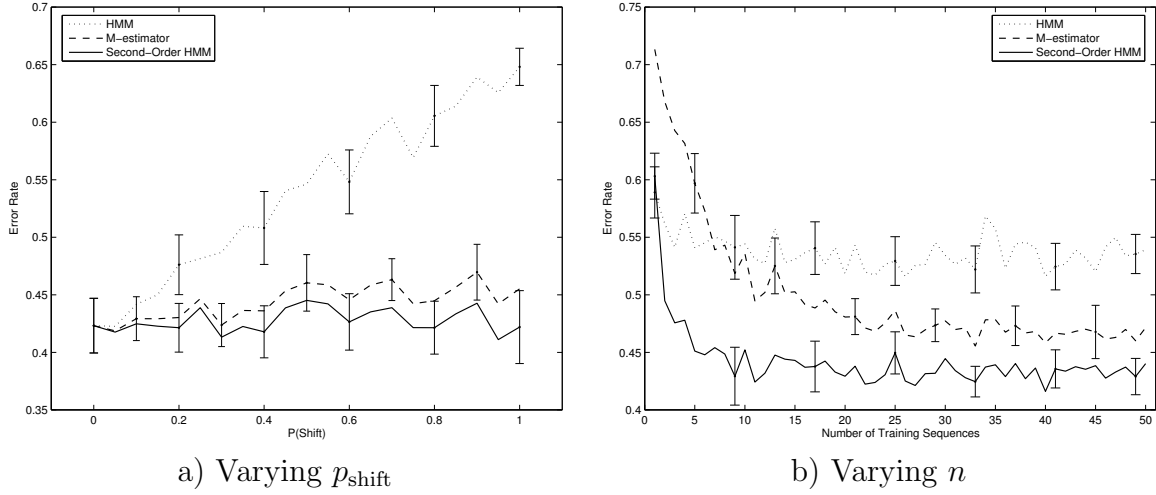 HMM
M−estimator
Second−Order HMM
0.7
0.65
0.6
0.55
0.5
0.45
0.4
0.35
Error Rate
0 0.2 0.4 0.6 0.8 1
P(Shift)
a) Varying p_shift
HMM
M−estimator
Second−Order HMM
0.75
0.7
0.65
0.6
0.55
0.5
0.45
0.4
Error Rate
0 5 10 15 20 25 30 35 40 45 50
Number of Training Sequences
b) Varying n